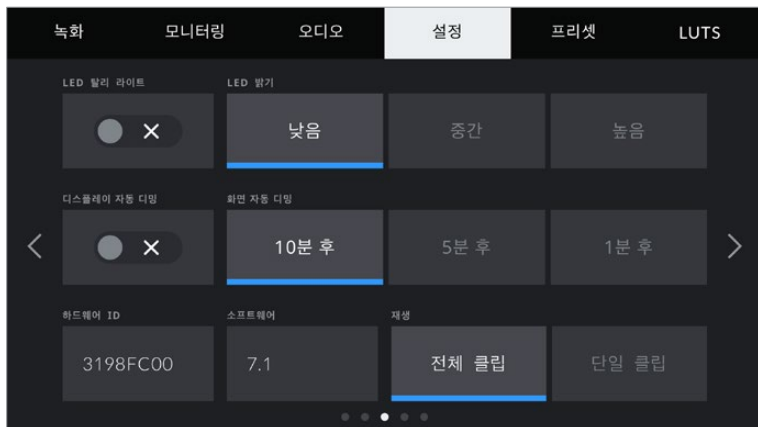 녹화 모니터링 오디오 설정 프리셋 LUTS
LED 탈리 라이트 LED 밝기
낮음 중간 높음
디스플레이 자동 디밍 화면 자동 디밍
10분 후 5분 후 1분 후
하드웨어 ID 소프트웨어 재생
3198FC00 7.1 전체 클립 단일 클립